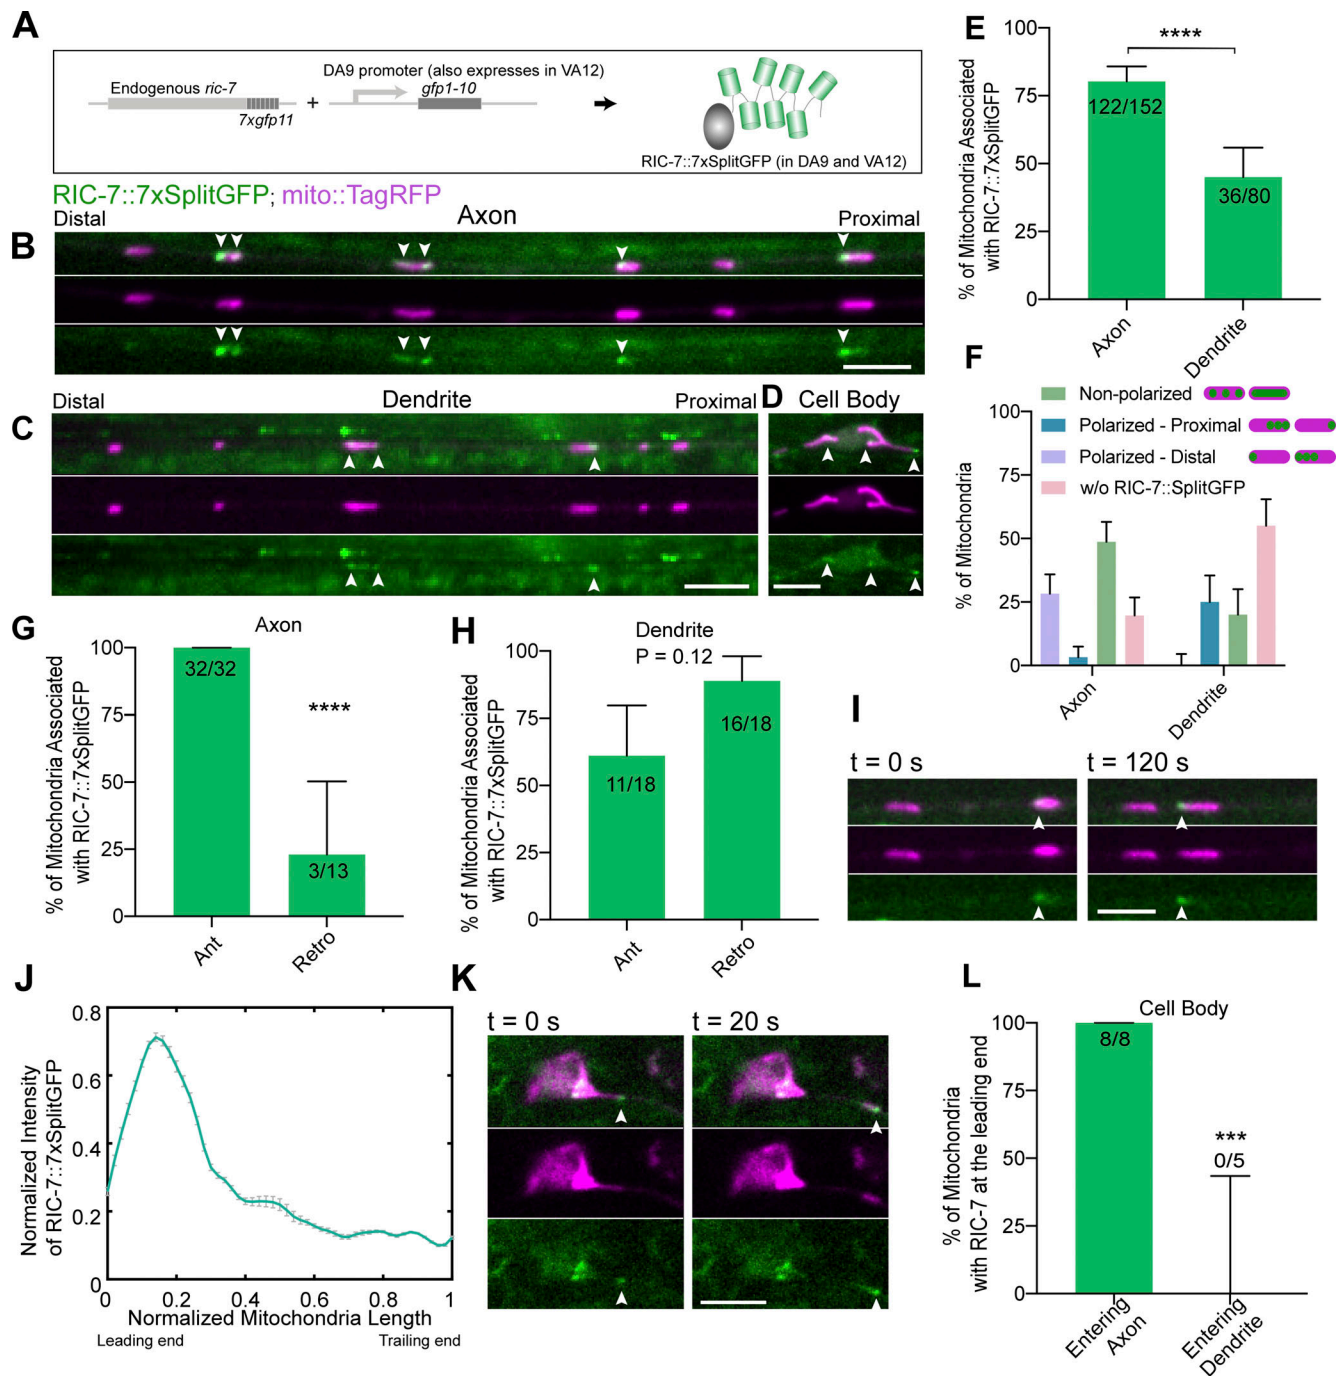 A
Endogenous ric-7
7xgfp11
+
DA9 promoter (also expresses in VA12)
gfp1-10
RIC-7::7xSplitGFP (in DA9 and VA12)
RIC-7::7xSplitGFP; mito::TagRFP
Distal
Axon
Proximal
B
Distal
Dendrite
Proximal
C
D
Cell Body
E
% of Mitochondria Associated
with RIC-7::7xSplitGFP
100
75
50
25
0
****
122/152
36/80
Axon
Dendrite
F
Non-polarized
Polarized - Proximal
Polarized - Distal
w/o RIC-7::SplitGFP
% of Mitochondria
100
75
50
25
0
Axon
Dendrite
G
Axon
% of Mitochondria Associated
with RIC-7::7xSplitGFP
100
75
50
25
0
32/32
****
3/13
Ant
Retro
H
Dendrite
P = 0.12
% of Mitochondria Associated
with RIC-7::7xSplitGFP
100
75
50
25
0
11/18
16/18
Ant
Retro
I
t = 0 s
t = 120 s
J
Normalized Intensity
of RIC-7::7xSplitGFP
0.8
0.6
0.4
0.2
0
0
0.2
0.4
0.6
0.8
1
Normalized Mitochondria Length
Leading end
Trailing end
K
t = 0 s
t = 20 s
L
Cell Body
% of Mitochondria
with RIC-7 at the leading end
100
75
50
25
0
8/8
***
0/5
Entering
Axon
Entering
Dendrite